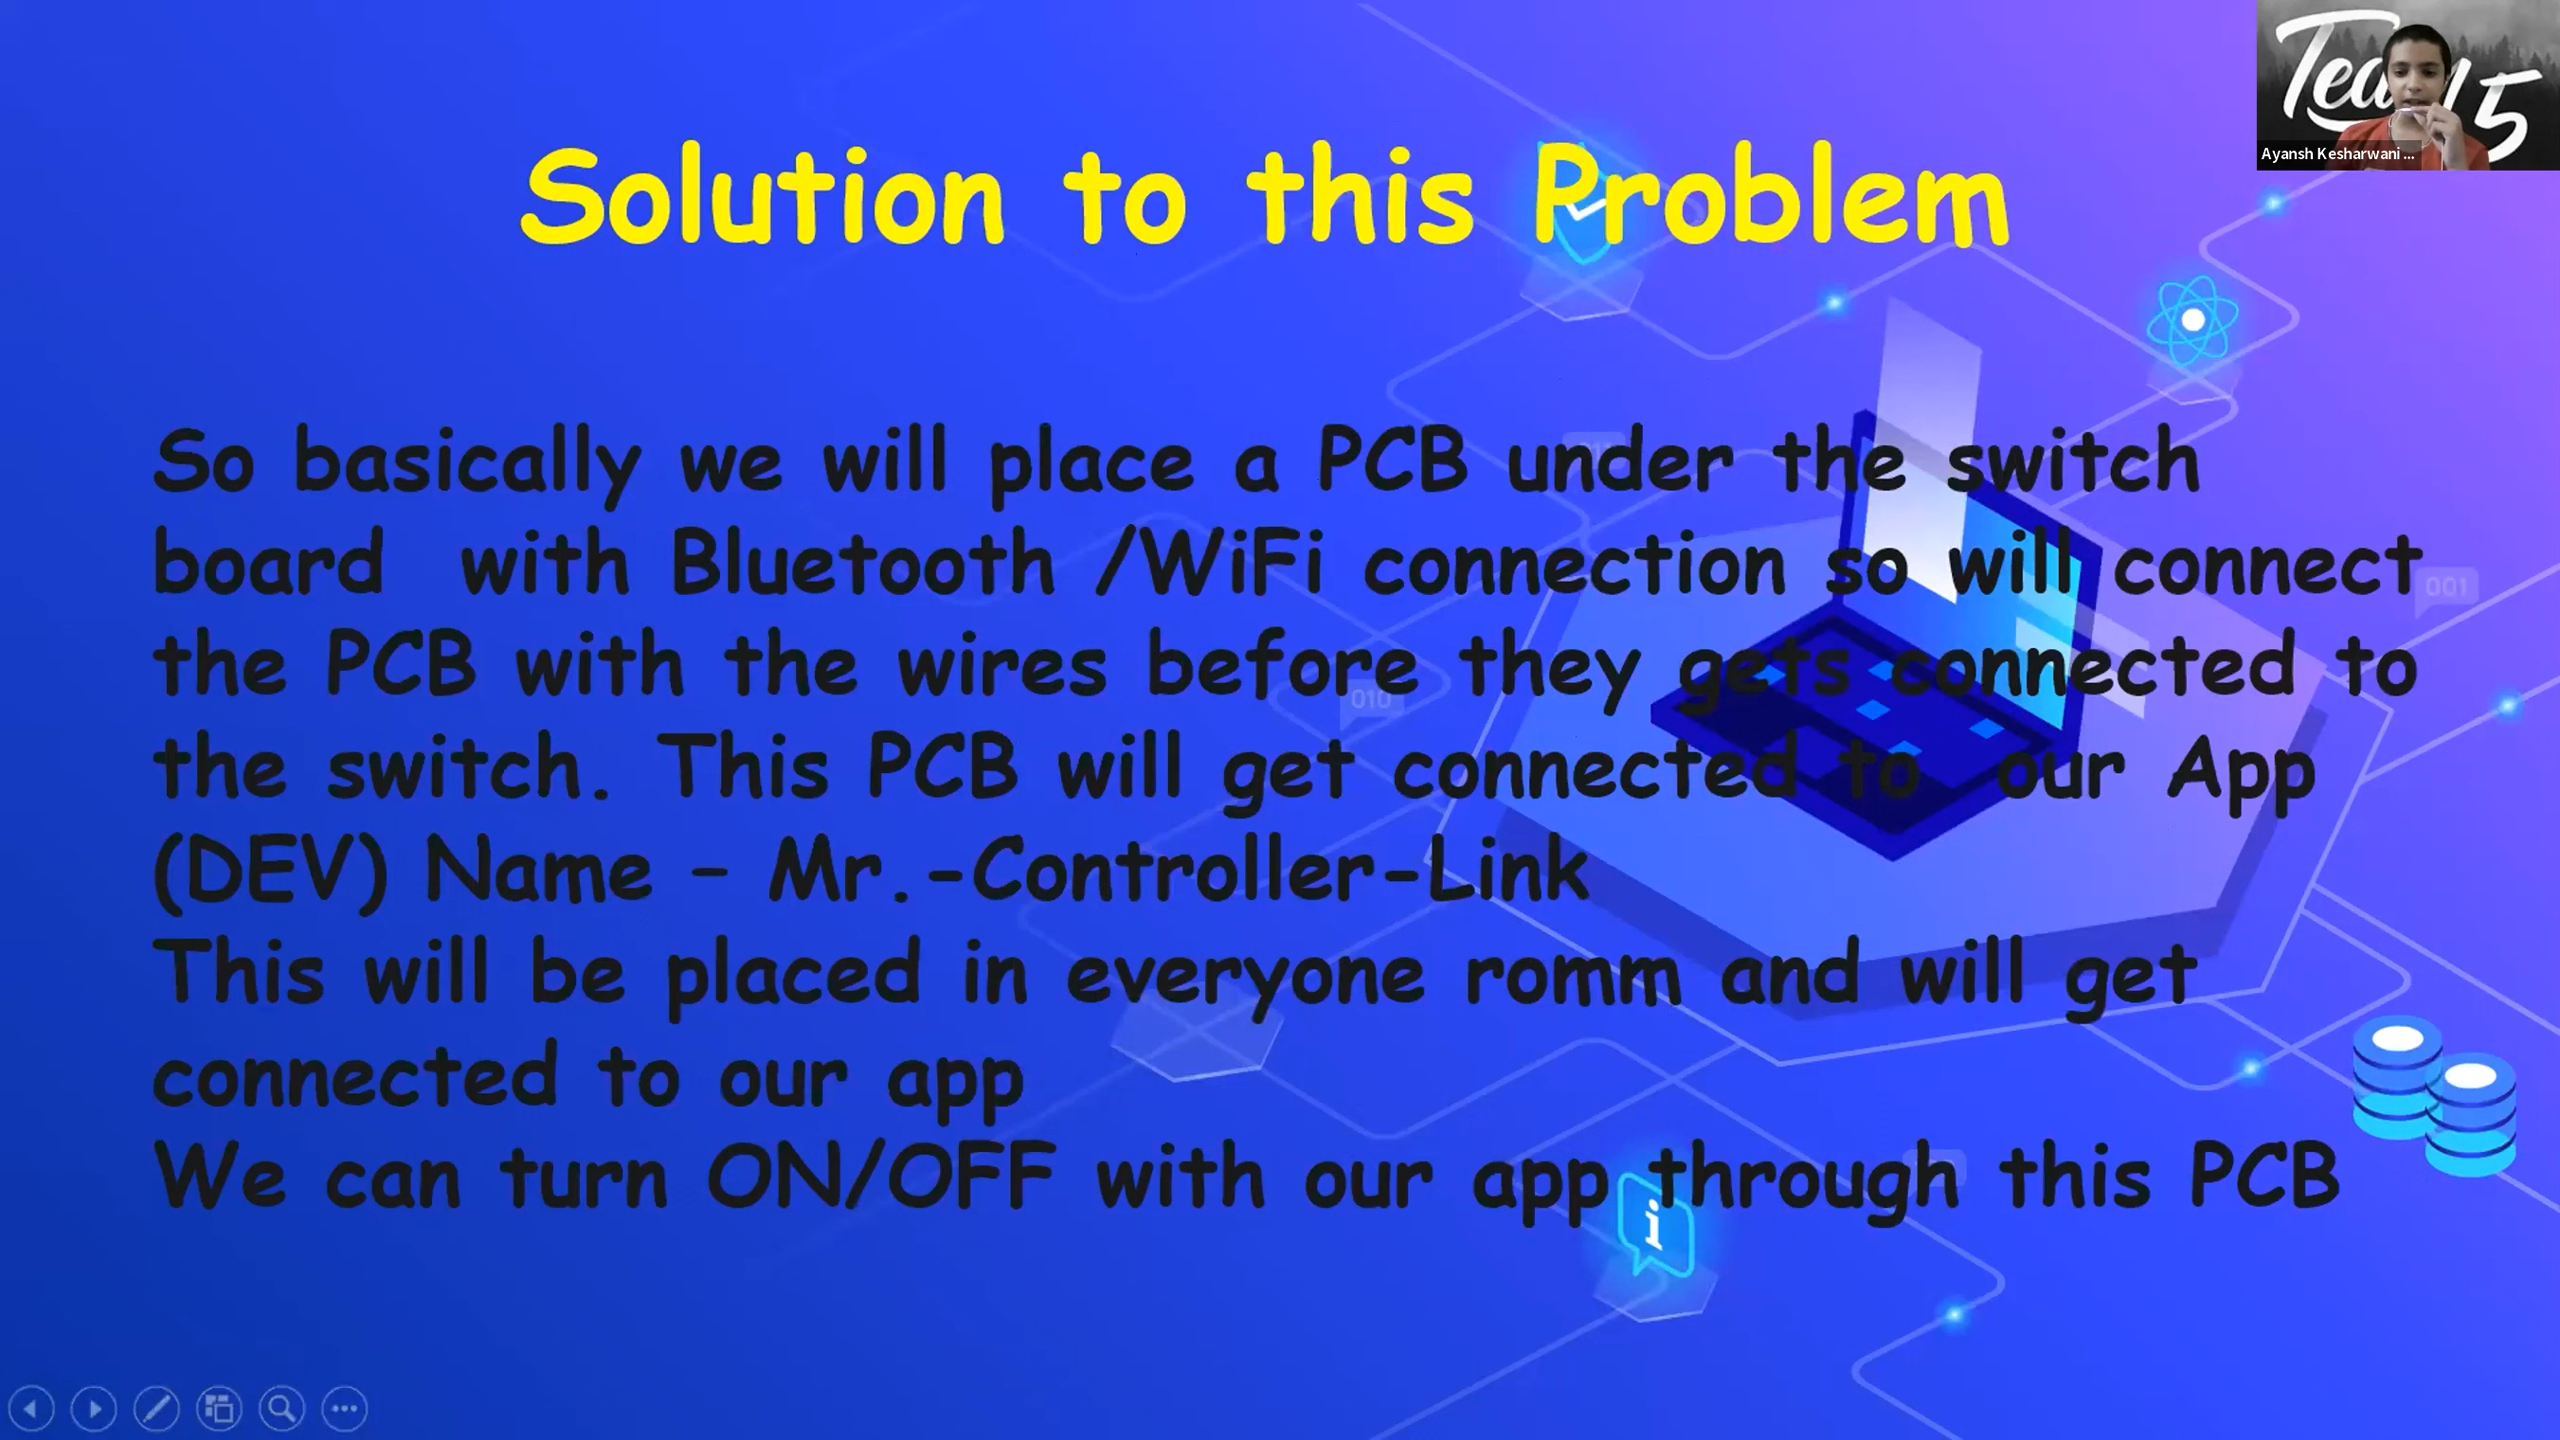 Solution to this Problem
Ayansh Kesharwani ...
So basically we will place a PCB under the switch
board with Bluetooth /WiFi connection so will connect
the PCB with the wires before they gets connected to
the switch. This PCB will get connected to our App
(DEV) Name - Mr.-Controller-Link
This will be placed in everyone romm and will get
connected to our app
We can turn ON/OFF with our app through this PCB
001
010